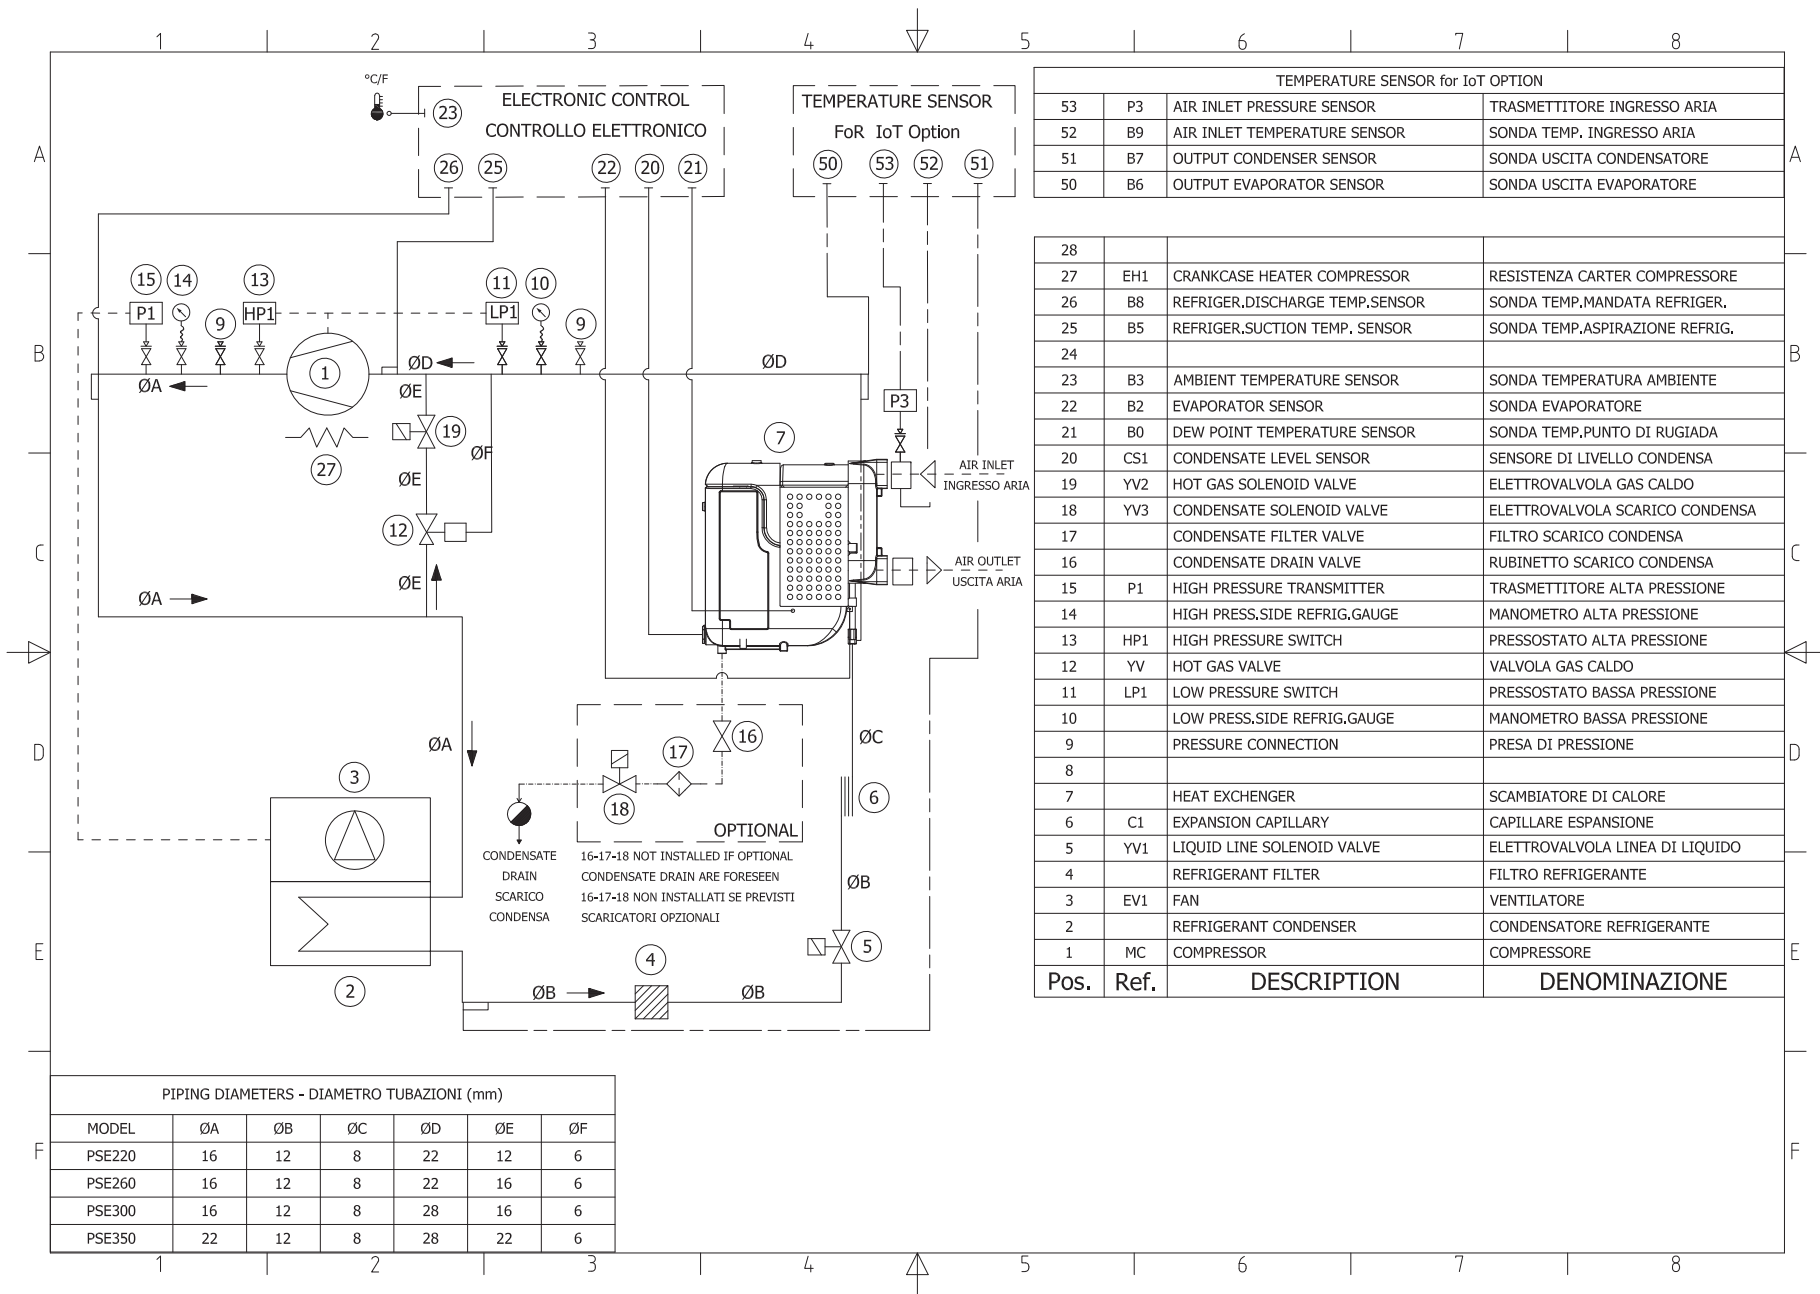 1 2 3 4 5 6 7 8
A
B
C
D
E
F
A
B
C
D
E
F
°C/F
23
ELECTRONIC CONTROL
CONTROLLO ELETTRONICO
26 25 22 20 21
TEMPERATURE SENSOR
FoR IoT Option
50 53 52 51
15 14 13 11 10
P1 9 HP1 LP1 9
1
ØD
ØD
ØA
ØE
P3
19
7
27
ØF
AIR INLET
INGRESSO ARIA
ØE
12
AIR OUTLET
USCITA ARIA
ØE
ØA
ØA
16
ØC
17
3
18
6
OPTIONAL
CONDENSATE
DRAIN
SCARICO
CONDENSA
16-17-18 NOT INSTALLED IF OPTIONAL
CONDENSATE DRAIN ARE FORESEEN
16-17-18 NON INSTALLATI SE PREVISTI
SCARICATORI OPZIONALI
ØB
5
4
2
ØB
ØB
TEMPERATURE SENSOR for IoT OPTION
53 P3 AIR INLET PRESSURE SENSOR TRASMETTITORE INGRESSO ARIA
52 B9 AIR INLET TEMPERATURE SENSOR SONDA TEMP. INGRESSO ARIA
51 B7 OUTPUT CONDENSER SENSOR SONDA USCITA CONDENSATORE
50 B6 OUTPUT EVAPORATOR SENSOR SONDA USCITA EVAPORATORE
28
27 EH1 CRANKCASE HEATER COMPRESSOR RESISTENZA CARTER COMPRESSORE
26 B8 REFRIGER.DISCHARGE TEMP.SENSOR SONDA TEMP.MANDATA REFRIGER.
25 B5 REFRIGER.SUCTION TEMP. SENSOR SONDA TEMP.ASPIRAZIONE REFRIG.
24
23 B3 AMBIENT TEMPERATURE SENSOR SONDA TEMPERATURA AMBIENTE
22 B2 EVAPORATOR SENSOR SONDA EVAPORATORE
21 B0 DEW POINT TEMPERATURE SENSOR SONDA TEMP.PUNTO DI RUGIADA
20 CS1 CONDENSATE LEVEL SENSOR SENSORE DI LIVELLO CONDENSA
19 YV2 HOT GAS SOLENOID VALVE ELETTROVALVOLA GAS CALDO
18 YV3 CONDENSATE SOLENOID VALVE ELETTROVALVOLA SCARICO CONDENSA
17 CONDENSATE FILTER VALVE FILTRO SCARICO CONDENSA
16 CONDENSATE DRAIN VALVE RUBINETTO SCARICO CONDENSA
15 P1 HIGH PRESSURE TRANSMITTER TRASMETTITORE ALTA PRESSIONE
14 HIGH PRESS.SIDE REFRIG.GAUGE MANOMETRO ALTA PRESSIONE
13 HP1 HIGH PRESSURE SWITCH PRESSOSTATO ALTA PRESSIONE
12 YV HOT GAS VALVE VALVOLA GAS CALDO
11 LP1 LOW PRESSURE SWITCH PRESSOSTATO BASSA PRESSIONE
10 LOW PRESS.SIDE REFRIG.GAUGE MANOMETRO BASSA PRESSIONE
9 PRESSURE CONNECTION PRESA DI PRESSIONE
8
7 HEAT EXCHENGER SCAMBIATORE DI CALORE
6 C1 EXPANSION CAPILLARY CAPILLARE ESPANSIONE
5 YV1 LIQUID LINE SOLENOID VALVE ELETTROVALVOLA LINEA DI LIQUIDO
4 REFRIGERANT FILTER FILTRO REFRIGERANTE
3 EV1 FAN VENTILATORE
2 REFRIGERANT CONDENSER CONDENSATORE REFRIGERANTE
1 MC COMPRESSOR COMPRESSORE
Pos. Ref. DESCRIPTION DENOMINAZIONE
PIPING DIAMETERS - DIAMETRO TUBAZIONI (mm)
MODEL ØA ØB ØC ØD ØE ØF
PSE220 16 12 8 22 12 6
PSE260 16 12 8 22 16 6
PSE300 16 12 8 28 16 6
PSE350 22 12 8 28 22 6
1 2 3 4 5 6 7 8